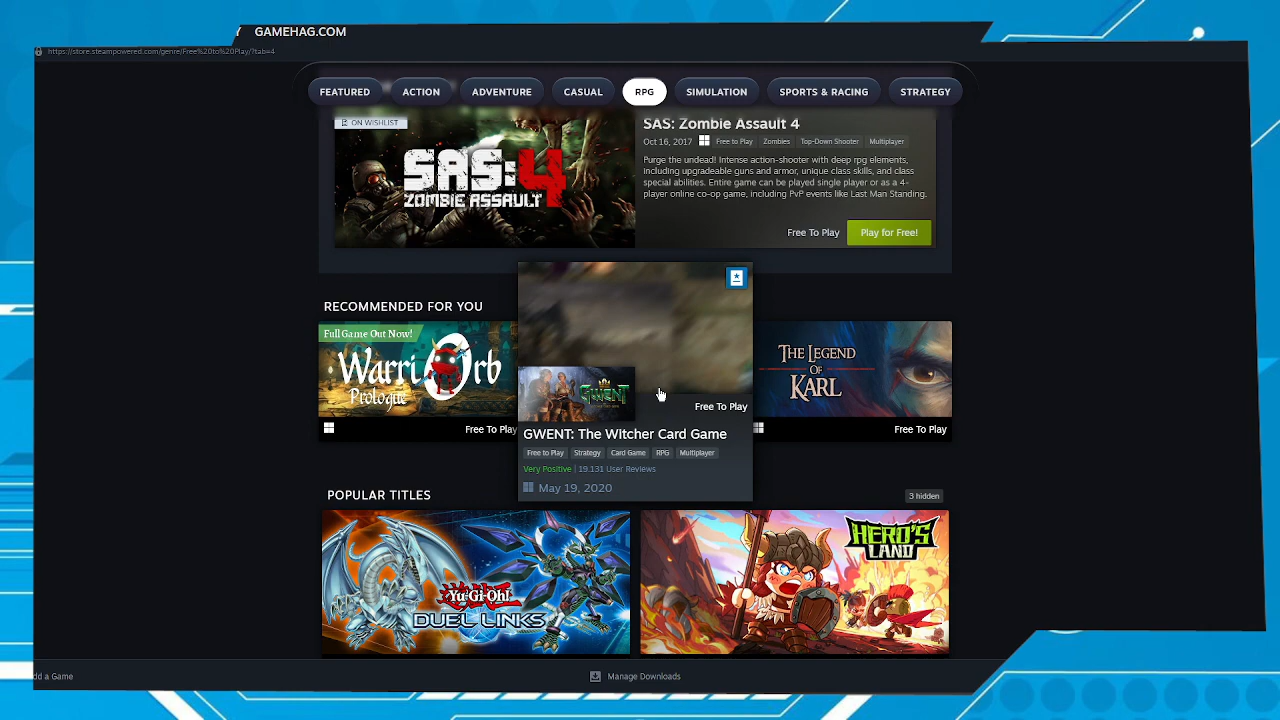 Y GAMEHAG.COM
https://store.steampowered.com/genre/Free%20to%20Play/?tab=4
FEATURED
ACTION
ADVENTURE
CASUAL
RPG
SIMULATION
SPORTS & RACING
STRATEGY
ON WISHLIST
SAS:4
ZOMBIE ASSAULT
SAS: Zombie Assault 4
Oct 16, 2017 Free to Play Zombies Top-Down Shooter Multiplayer
Purge the undead! Intense action-shooter with deep rpg elements,
including upgradeable guns and armor, unique class skills, and class
special abilities. Entire game can be played single player or as a 4-
player online co-op game, including PvP events like Last Man Standing.
Free To Play
Play for Free!
RECOMMENDED FOR YOU
Full Game Out Now!
WarriOrb
Prologue
Free To Play
GWENT
Free To Play
GWENT: The Witcher Card Game
Free to Play Strategy Card Game RPG Multiplayer
Very Positive | 19.131 User Reviews
May 19, 2020
THE LEGEND
OF
KARL
Free To Play
POPULAR TITLES
3 hidden
Yu-Gi-Oh!
DUEL LINKS
HERO'S
LAND
dd a Game
Manage Downloads